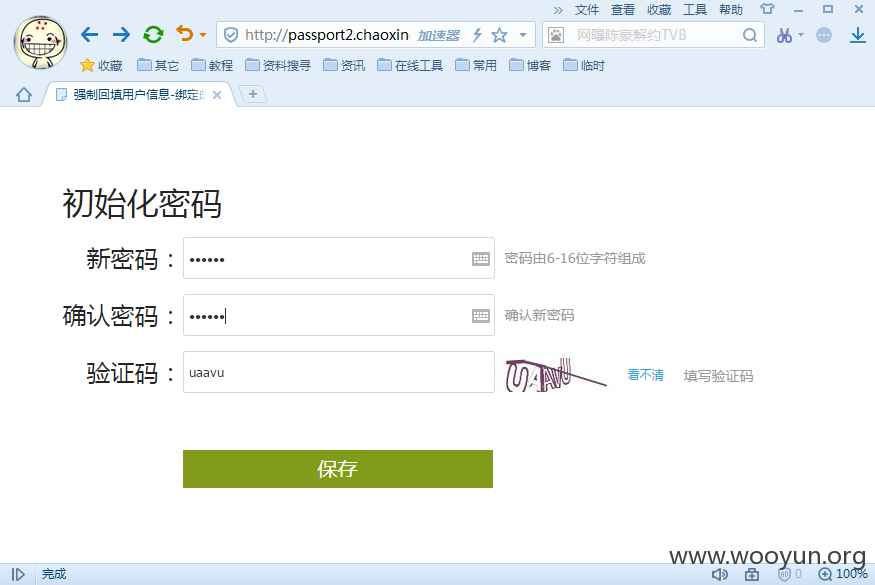 » 文件 查看 收藏 工具 帮助
http://passport2.chaoxin 加速器 网曝陈豪解约TVB
收藏 其它 教程 资料搜寻 资讯 在线工具 常用 博客 临时
强制回填用户信息-绑定
初始化密码
新密码： •••••• 密码由6-16位字符组成
确认密码： •••••• 确认新密码
验证码： uaavu UAAVU 看不清 填写验证码
保存
www.wooyun.org
完成 0 100%